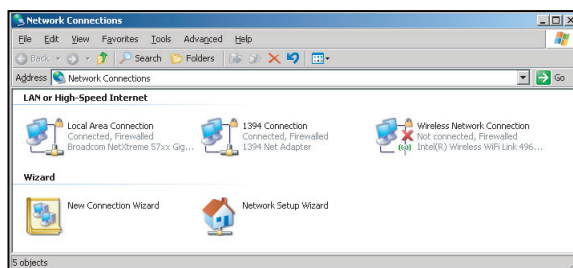 Network Connections
File Edit View Favorites Tools Advanced Help
Back Search Folders
Address Network Connections Go
LAN or High-Speed Internet
Local Area Connection
Connected, Firewalled
Broadcom NetXtreme 57xx Gig...
1394 Connection
Connected, Firewalled
1394 Net Adapter
Wireless Network Connection
Not connected, Firewalled
Intel(R) Wireless WiFi Link 496...
Wizard
New Connection Wizard
Network Setup Wizard
5 objects